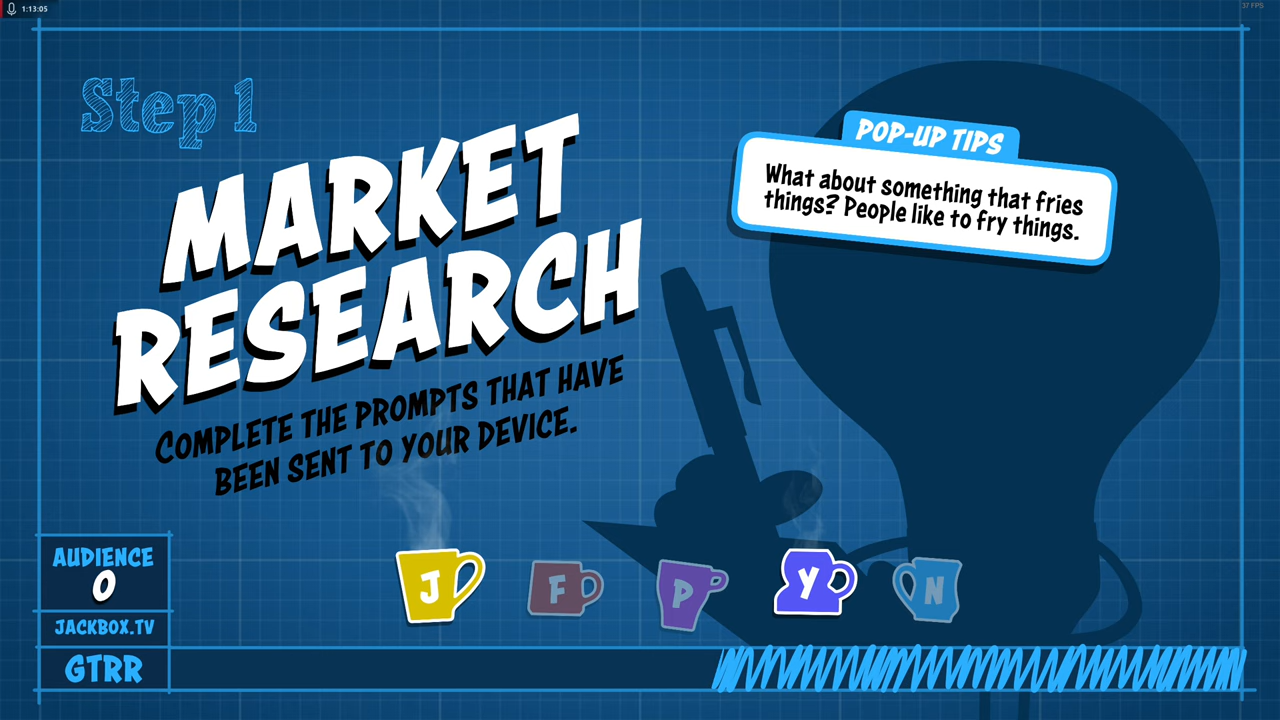 1:13:05
37 FPS
Step 1
MARKET
RESEARCH
COMPLETE THE PROMPTS THAT HAVE
BEEN SENT TO YOUR DEVICE.
POP-UP TIPS
What about something that fries
things? People like to fry things.
AUDIENCE
0
JACKBOX.TV
GTRR
J
F
P
Y
N